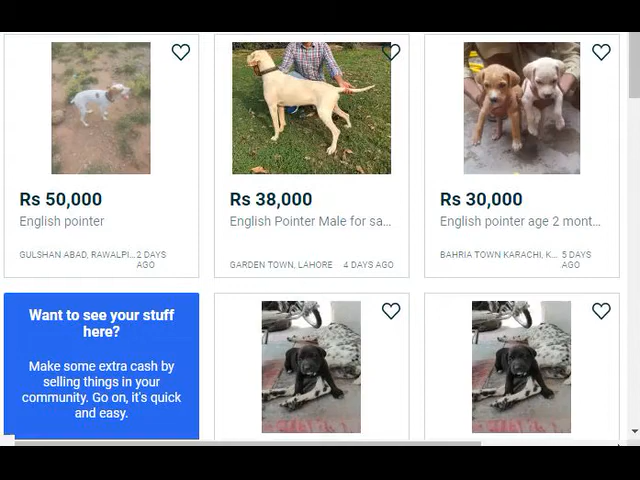 Rs 50,000
English pointer
GULSHAN ABAD, RAWALPI... 2 DAYS
AGO
Rs 38,000
English Pointer Male for sa...
GARDEN TOWN, LAHORE 4 DAYS AGO
Rs 30,000
English pointer age 2 mont...
BAHRIA TOWN KARACHI, K... 5 DAYS
AGO
Want to see your stuff
here?
Make some extra cash by
selling things in your
community. Go on, it's quick
and easy.